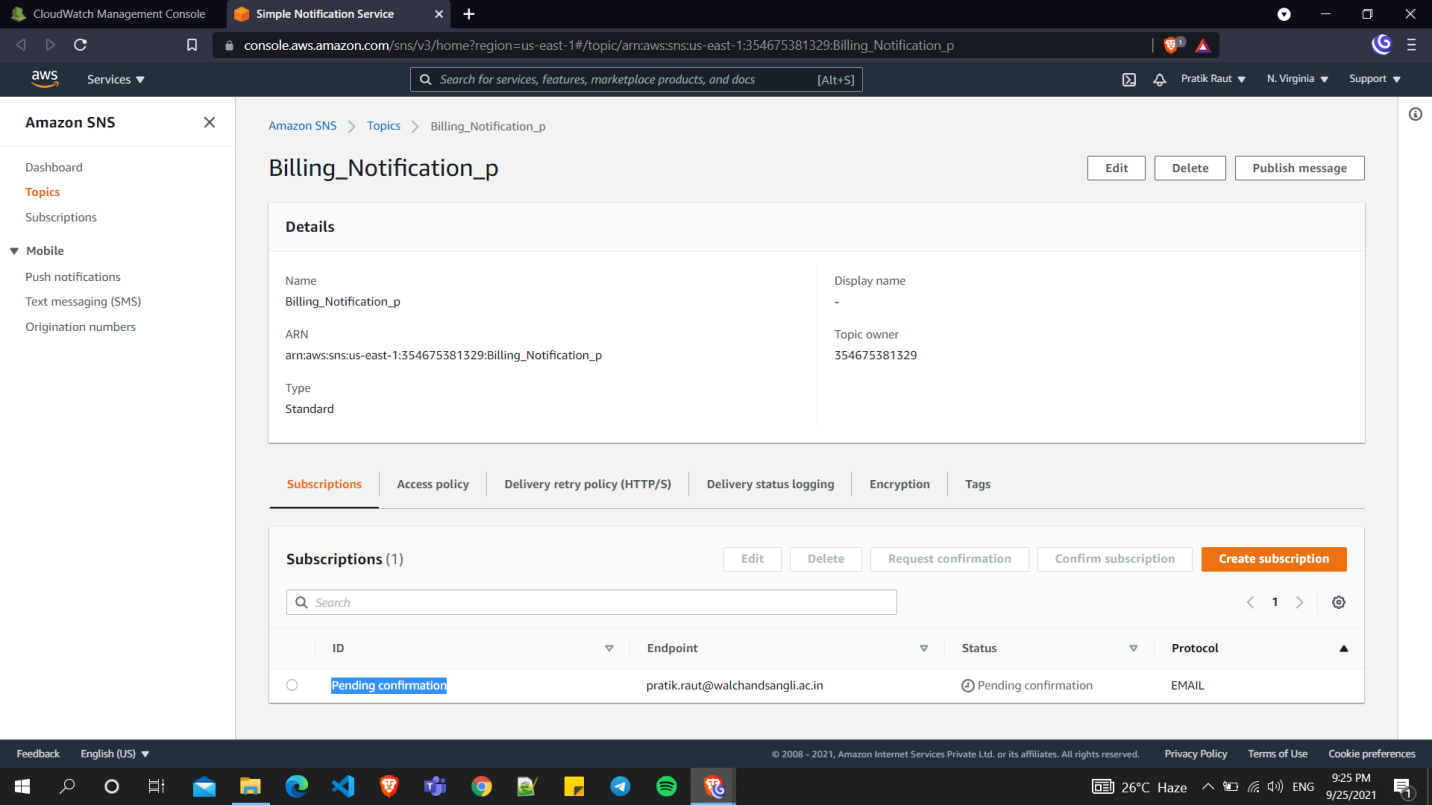 CloudWatch Management Console
Simple Notification Service
console.aws.amazon.com/sns/v3/home?region=us-east-1#/topic/arn:aws:sns:us-east-1:354675381329:Billing_Notification_p
1
aws
Services
Search for services, features, marketplace products, and docs
[Alt+S]
Pratik Raut
N. Virginia
Support
Amazon SNS
Dashboard
Topics
Subscriptions
Mobile
Push notifications
Text messaging (SMS)
Origination numbers
Amazon SNS
Topics
Billing_Notification_p
Billing_Notification_p
Edit
Delete
Publish message
Details
Name
Billing_Notification_p
ARN
arn:aws:sns:us-east-1:354675381329:Billing_Notification_p
Type
Standard
Display name
-
Topic owner
354675381329
Subscriptions
Access policy
Delivery retry policy (HTTP/S)
Delivery status logging
Encryption
Tags
Subscriptions (1)
Edit
Delete
Request confirmation
Confirm subscription
Create subscription
Search
1
ID
Endpoint
Status
Protocol
Pending confirmation
pratik.raut@walchandsangli.ac.in
Pending confirmation
EMAIL
Feedback
English (US)
© 2008 - 2021, Amazon Internet Services Private Ltd. or its affiliates. All rights reserved.
Privacy Policy
Terms of Use
Cookie preferences
26°C Haze
ENG
9:25 PM
9/25/2021
1